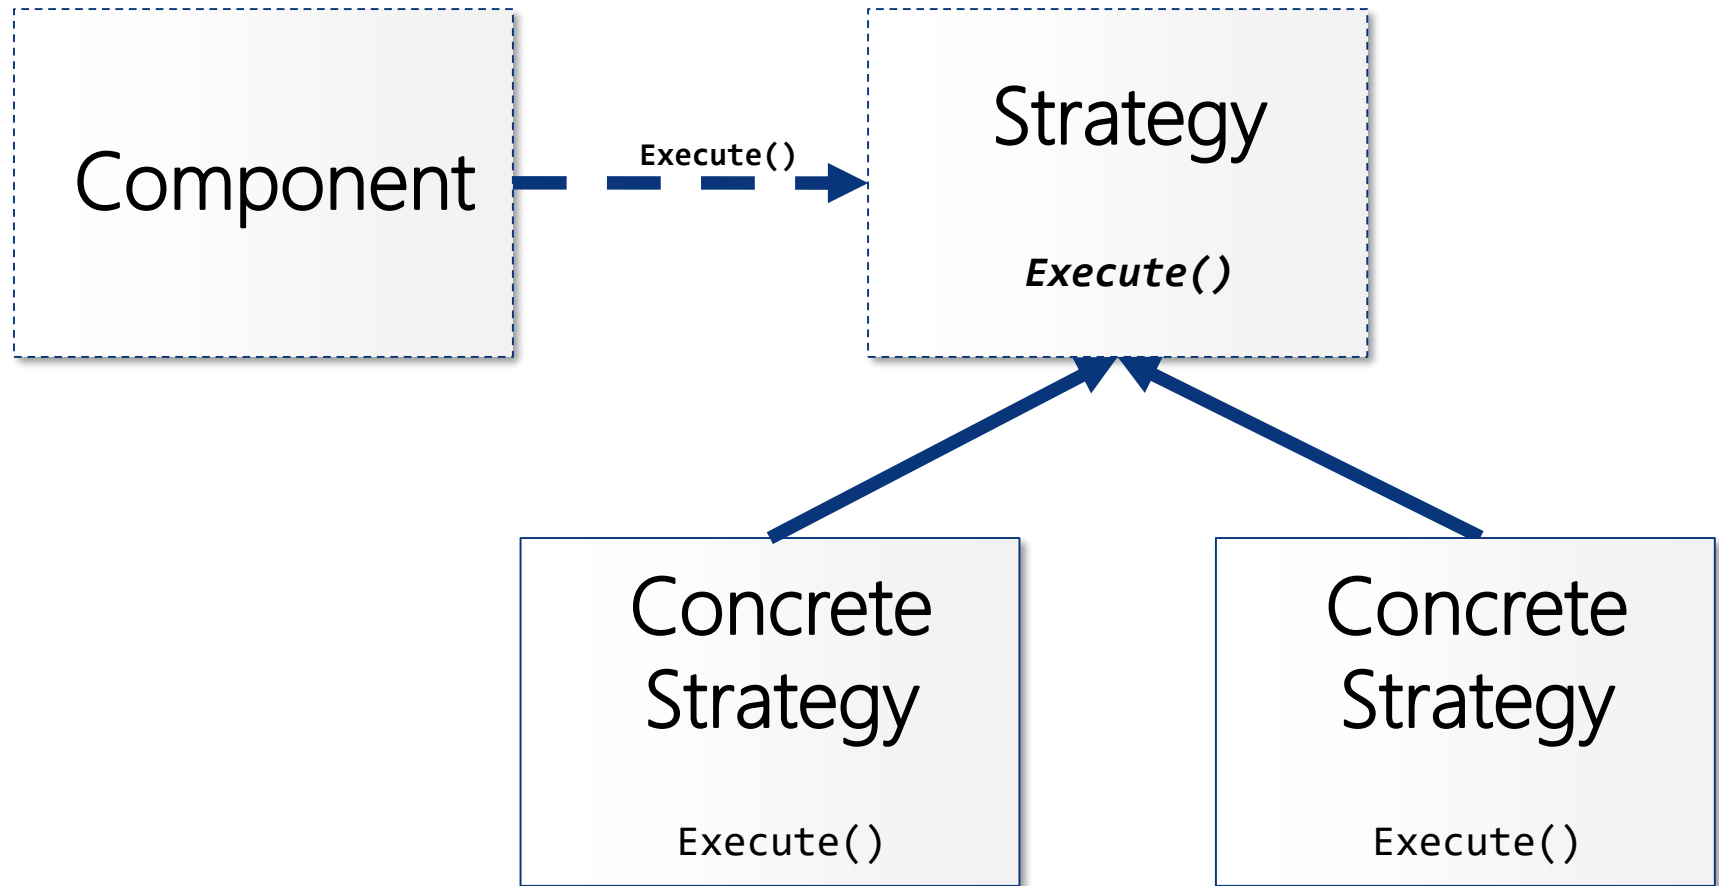 Component
Execute()
Strategy
Execute()
Concrete
Strategy
Execute()
Concrete
Strategy
Execute()